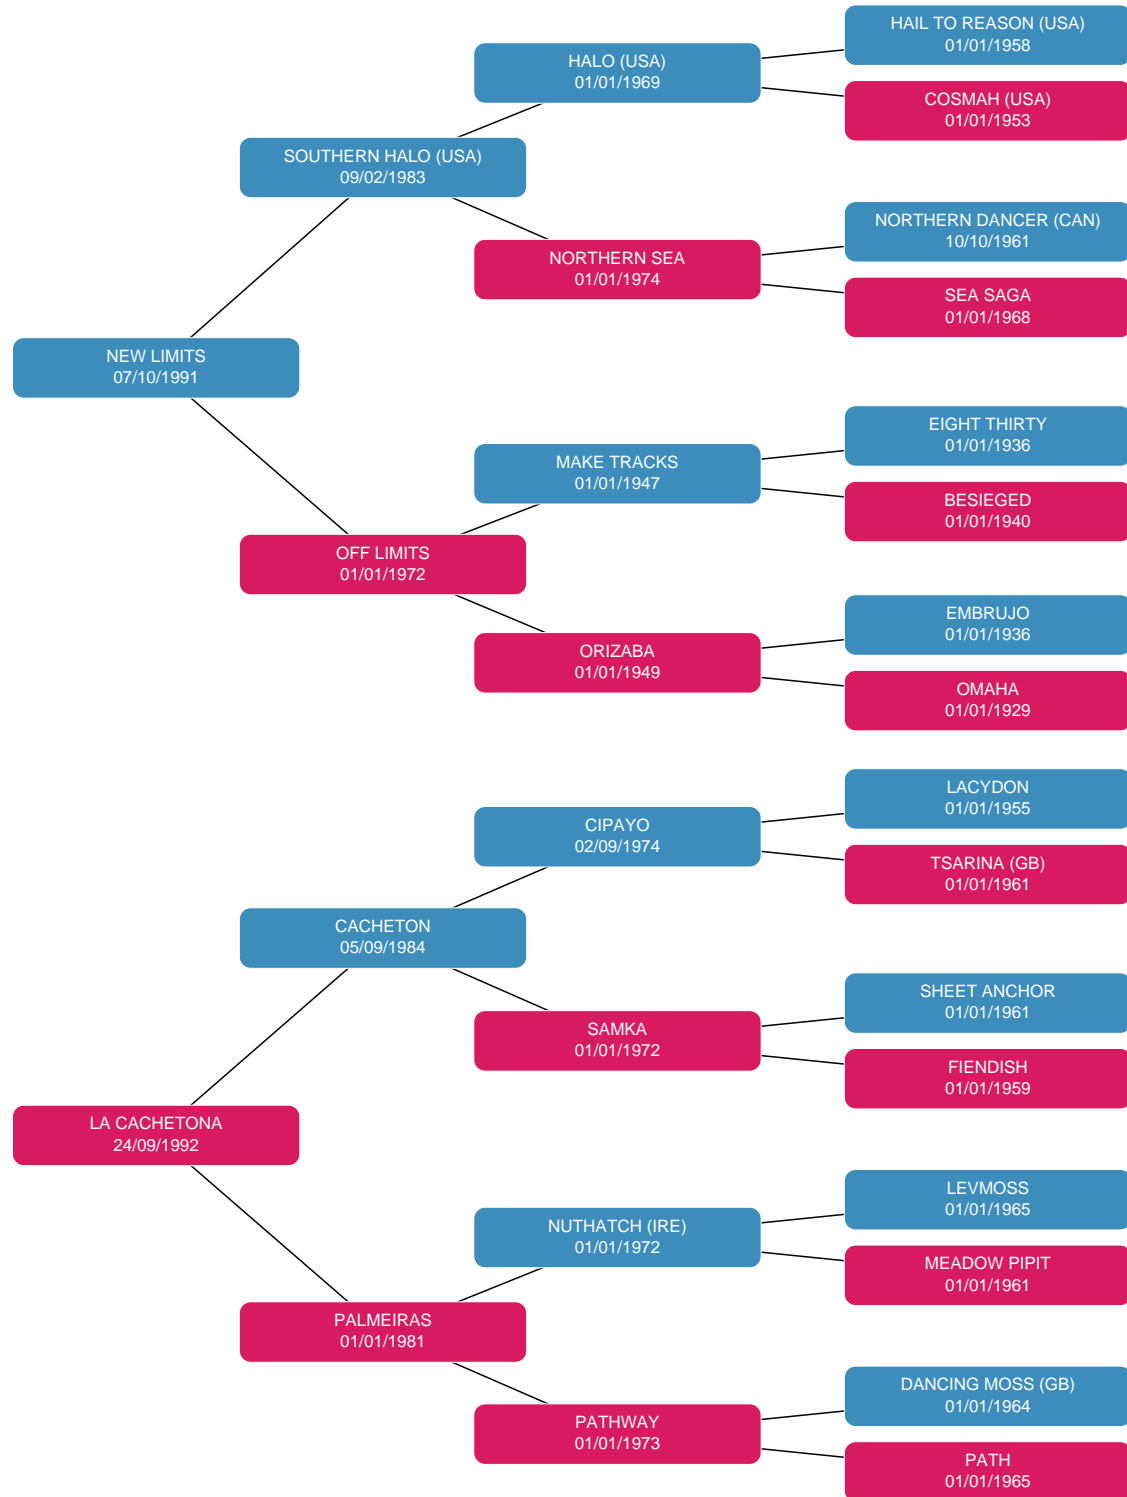 HAIL TO REASON (USA)
01/01/1958
HALO (USA)
01/01/1969
COSMAH (USA)
01/01/1953
SOUTHERN HALO (USA)
09/02/1983
NORTHERN DANCER (CAN)
10/10/1961
NORTHERN SEA
01/01/1974
SEA SAGA
01/01/1968
NEW LIMITS
07/10/1991
EIGHT THIRTY
01/01/1936
MAKE TRACKS
01/01/1947
BESIEGED
01/01/1940
OFF LIMITS
01/01/1972
EMBRUJO
01/01/1936
ORIZABA
01/01/1949
OMAHA
01/01/1929
LACYDON
01/01/1955
CIPAYO
02/09/1974
TSARINA (GB)
01/01/1961
CACHETON
05/09/1984
SHEET ANCHOR
01/01/1961
SAMKA
01/01/1972
FIENDISH
01/01/1959
LA CACHETONA
24/09/1992
LEVMOSS
01/01/1965
NUTHATCH (IRE)
01/01/1972
MEADOW PIPIT
01/01/1961
PALMEIRAS
01/01/1981
DANCING MOSS (GB)
01/01/1964
PATHWAY
01/01/1973
PATH
01/01/1965